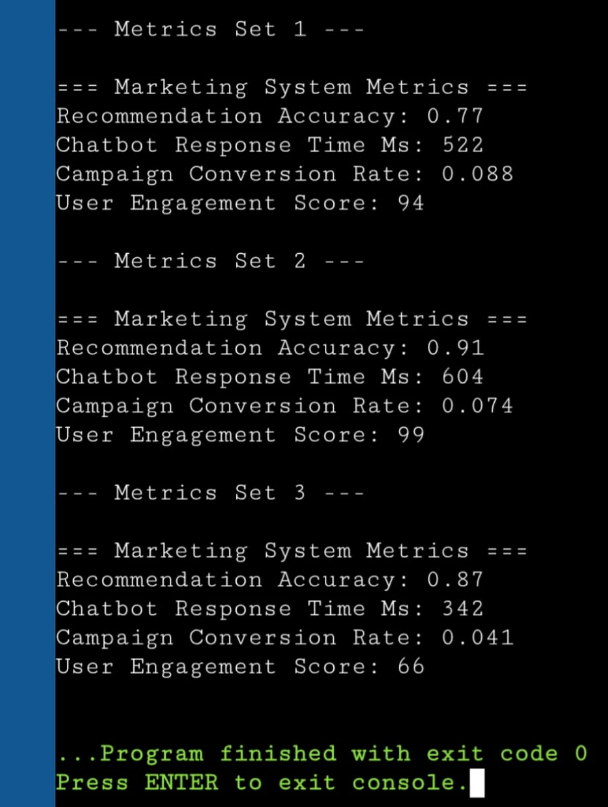 --- Metrics Set 1 ---
=== Marketing System Metrics ===
Recommendation Accuracy: 0.77
Chatbot Response Time Ms: 522
Campaign Conversion Rate: 0.088
User Engagement Score: 94
--- Metrics Set 2 ---
=== Marketing System Metrics ===
Recommendation Accuracy: 0.91
Chatbot Response Time Ms: 604
Campaign Conversion Rate: 0.074
User Engagement Score: 99
--- Metrics Set 3 ---
=== Marketing System Metrics ===
Recommendation Accuracy: 0.87
Chatbot Response Time Ms: 342
Campaign Conversion Rate: 0.041
User Engagement Score: 66
...Program finished with exit code 0
Press ENTER to exit console.